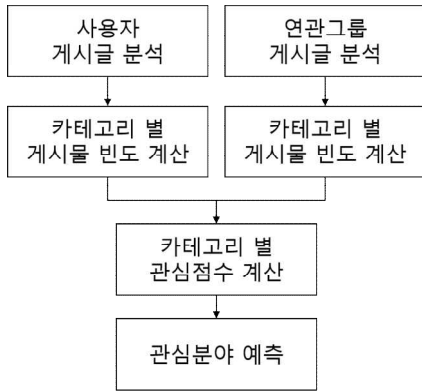 사용자
게시글 분석
연관그룹
게시글 분석
카테고리 별
게시물 빈도 계산
카테고리 별
게시물 빈도 계산
카테고리 별
관심점수 계산
관심분야 예측